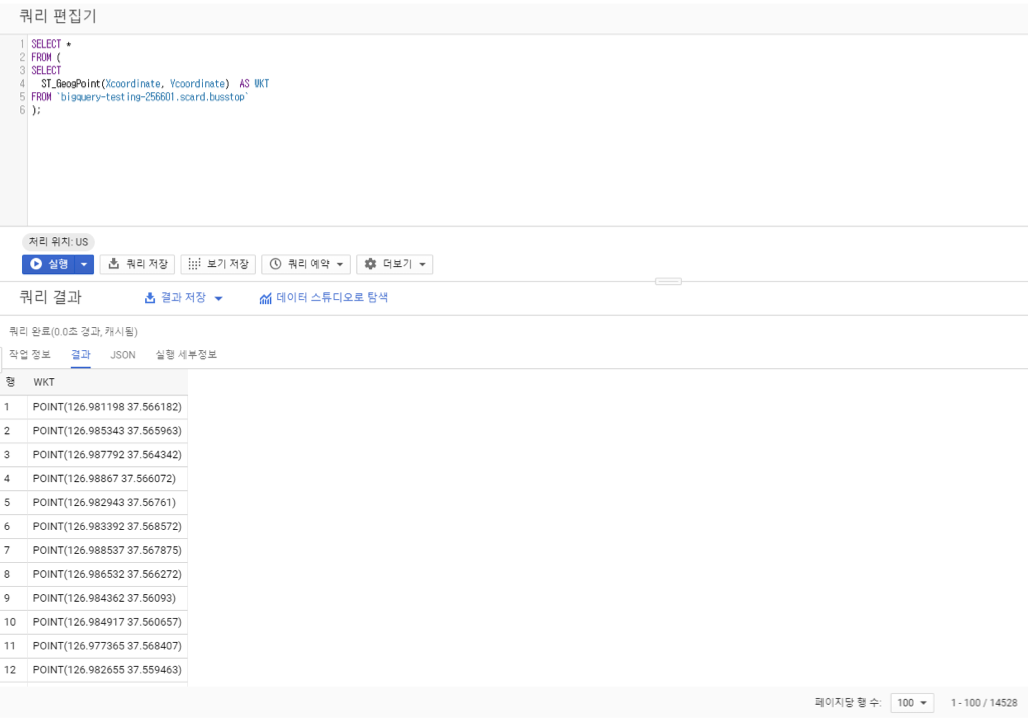 쿼리 편집기
1 SELECT *
2 FROM (
3 SELECT
4 ST_GeogPoint(Xcoordinate, Ycoordinate) AS WKT
5 FROM `bigquery-testing-256601.scard.busstop`
6 );
처리 위치: US
실행 쿼리 저장 보기 저장 쿼리 예약 더보기
쿼리 결과 결과 저장 데이터 스튜디오로 탐색
쿼리 완료(0.0초 경과, 캐시됨)
작업 정보 결과 JSON 실행 세부정보
행 WKT
1 POINT(126.981198 37.566182)
2 POINT(126.985343 37.565963)
3 POINT(126.987792 37.564342)
4 POINT(126.98867 37.566072)
5 POINT(126.982943 37.56761)
6 POINT(126.983392 37.568572)
7 POINT(126.988537 37.567875)
8 POINT(126.986532 37.566272)
9 POINT(126.984362 37.56093)
10 POINT(126.984917 37.560657)
11 POINT(126.977365 37.568407)
12 POINT(126.982655 37.559463)
페이지당 행 수: 100 1 - 100 / 14528